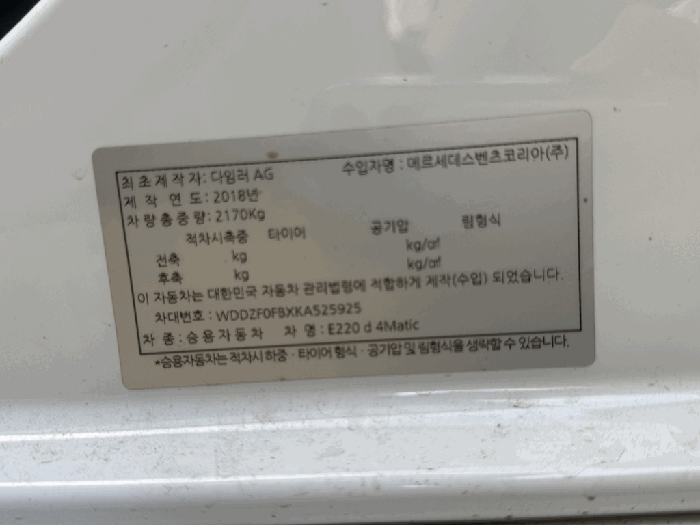 최초제작자:다임러 AG 수입자명:메르세데스벤츠코리아(주)
제작 연도:2018년
차량총중량:2170Kg
적차시축중 타이어 공기압 림형식
전축 kg kg/㎠
후축 kg kg/㎠
이 자동차는 대한민국 자동차 관리법령에 적합하게 제작(수입) 되었습니다.
차대번호 : WDDZF0FBXKA525925
차 종:승용자동차 차 명:E220 d 4Matic
*승용자동차는 적차시하중·타이어형식·공기압 및 림형식을 생략할 수 있습니다.